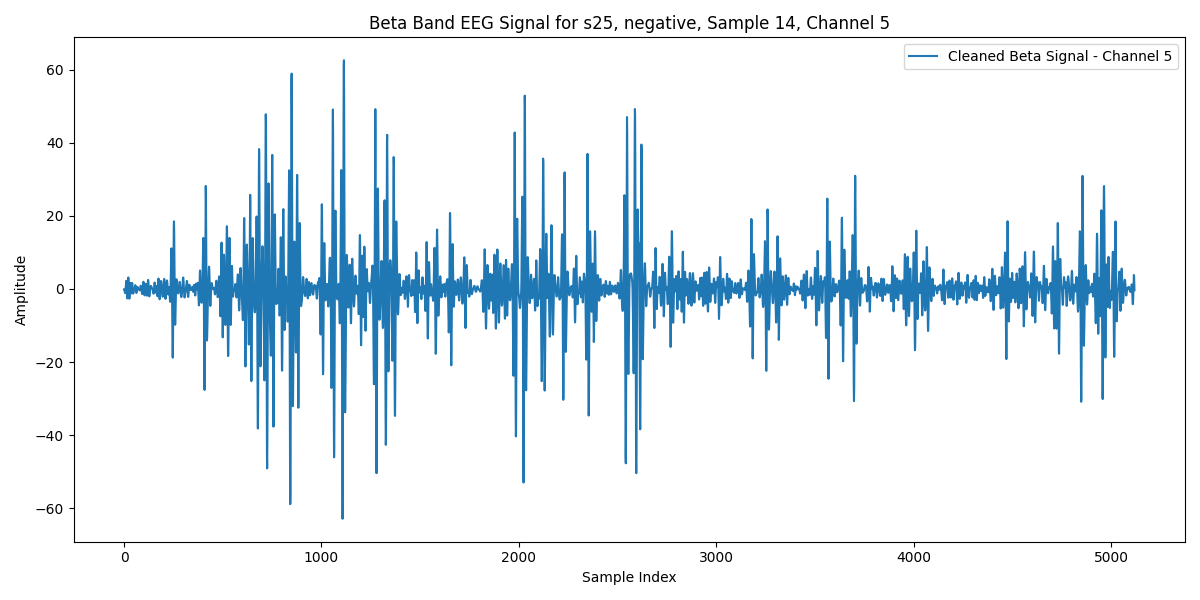 Beta Band EEG Signal for s25, negative, Sample 14, Channel 5
Cleaned Beta Signal - Channel 5
Amplitude
60
40
20
0
−20
−40
−60
0 1000 2000 3000 4000 5000
Sample Index